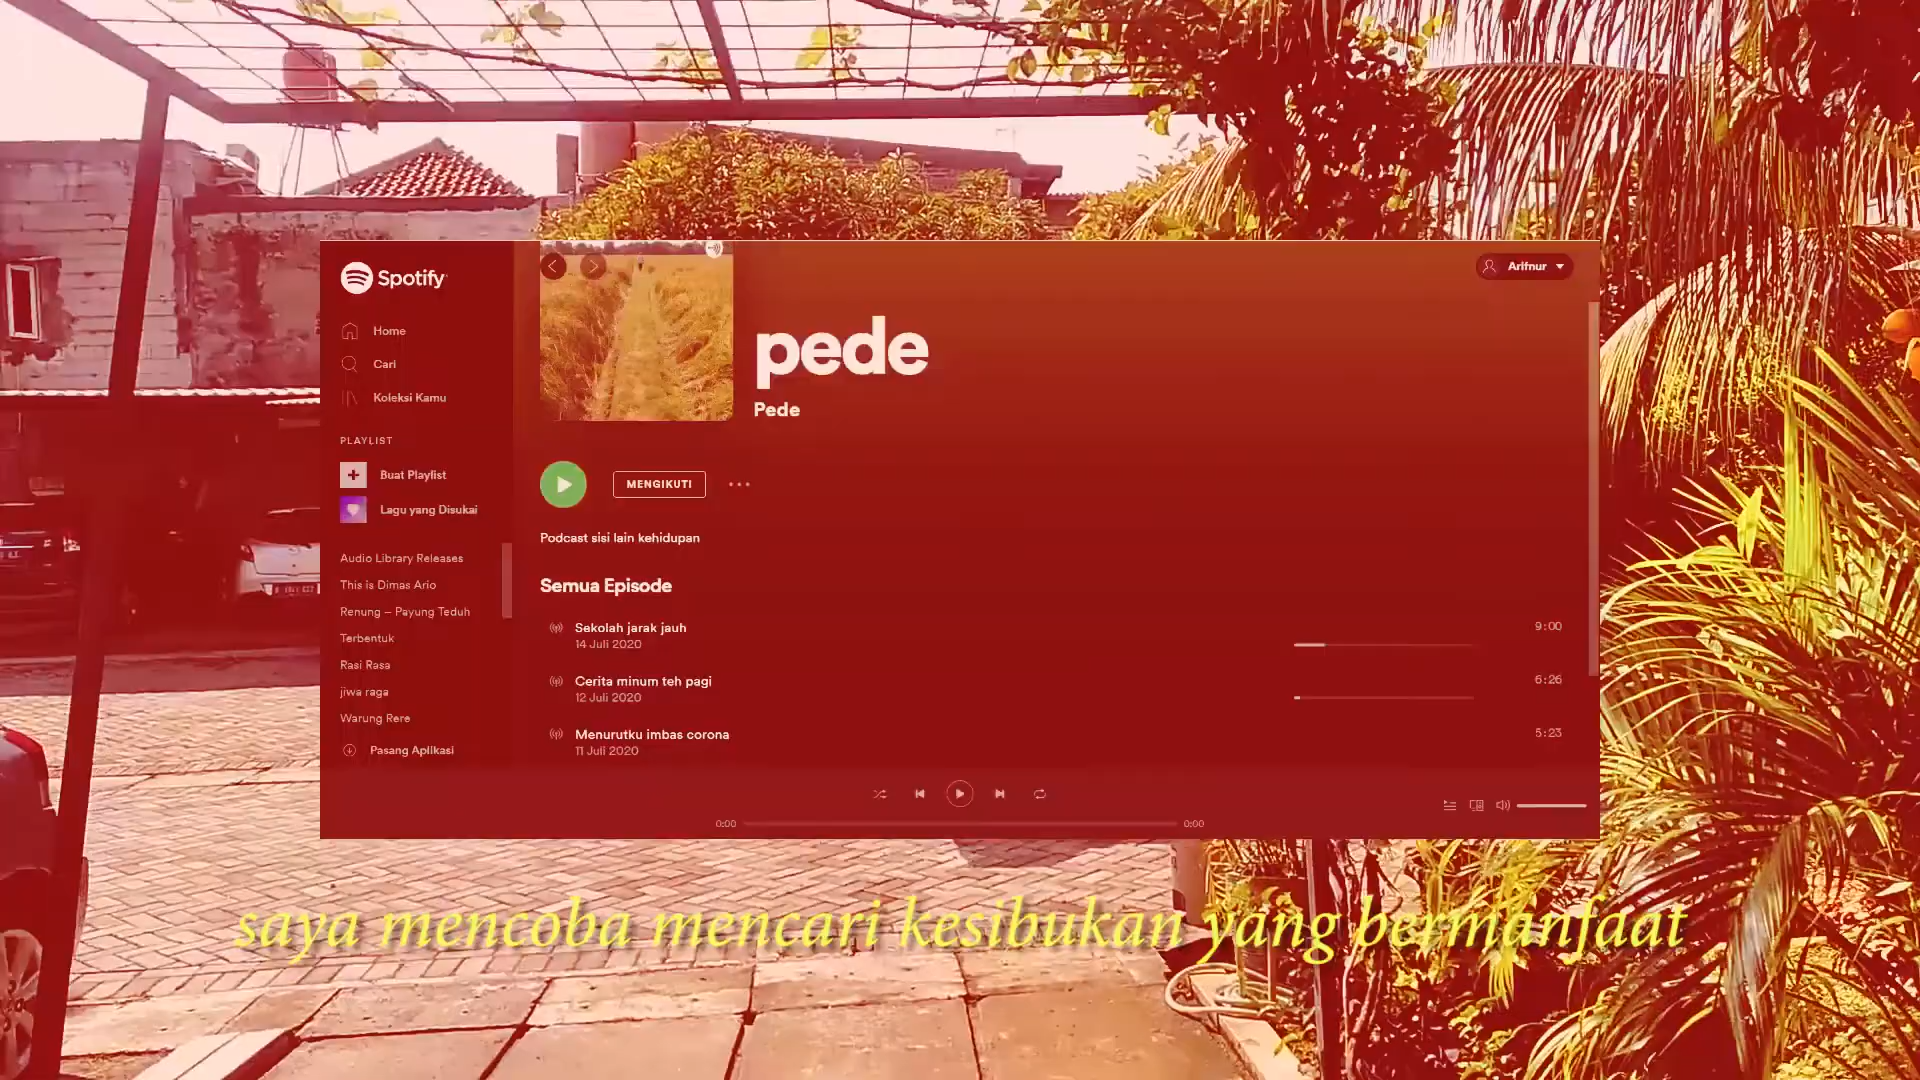 Spotify
Home
Cari
Koleksi Kamu
PLAYLIST
Buat Playlist
Lagu yang Disukai
Audio Library Releases
This is Dimas Ario
Renung – Payung Teduh
Terbentuk
Rasi Rasa
jiwa raga
Warung Rere
Pasang Aplikasi
Arifnur
pede
Pede
MENGIKUTI
Podcast sisi lain kehidupan
Semua Episode
Sekolah jarak jauh
9:00
14 Juli 2020
Cerita minum teh pagi
6:26
12 Juli 2020
Menurutku imbas corona
5:23
11 Juli 2020
0:00
0:00
saya mencoba mencari kesibukan yang bermanfaat